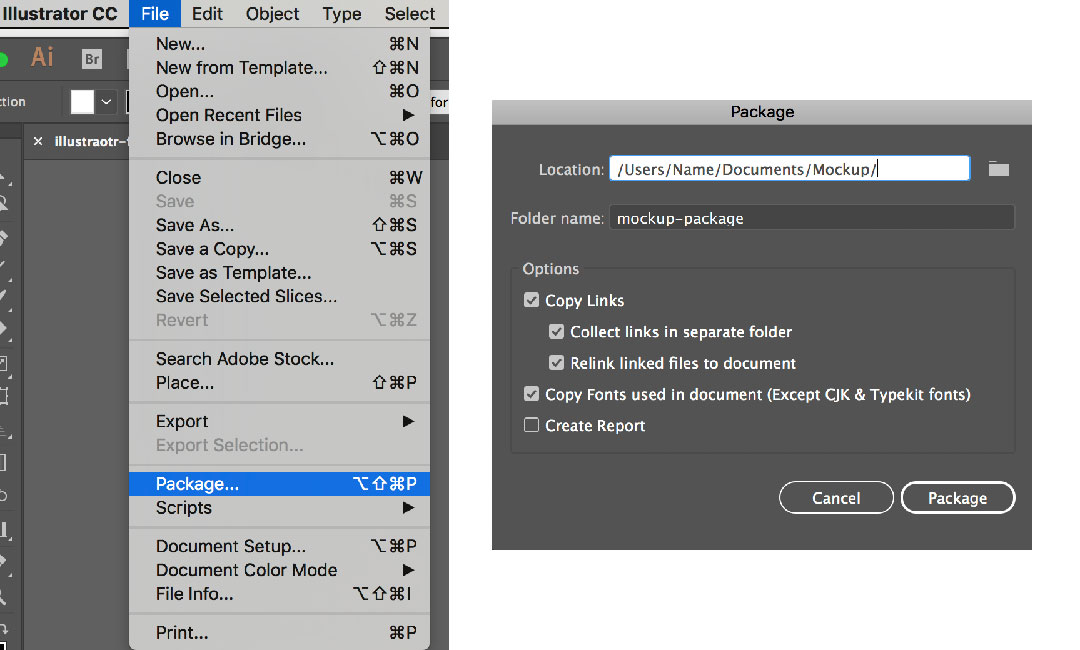 Illustrator CC File Edit Object Type Select
Ai Br
ction for
× illustraotr-
New... ⌘N
New from Template... ⇧⌘N
Open... ⌘O
Open Recent Files ▶
Browse in Bridge... ⌥⌘O
Close ⌘W
Save ⌘S
Save As... ⇧⌘S
Save a Copy... ⌥⌘S
Save as Template...
Save Selected Slices...
Revert ⌥⌘Z
Search Adobe Stock...
Place... ⇧⌘P
Export ▶
Export Selection...
Package... ⌥⇧⌘P
Scripts ▶
Document Setup... ⌥⌘P
Document Color Mode ▶
File Info... ⌥⇧⌘I
Print... ⌘P
Package
Location: /Users/Name/Documents/Mockup/
Folder name: mockup-package
Options
Copy Links
Collect links in separate folder
Relink linked files to document
Copy Fonts used in document (Except CJK & Typekit fonts)
Create Report
Cancel Package